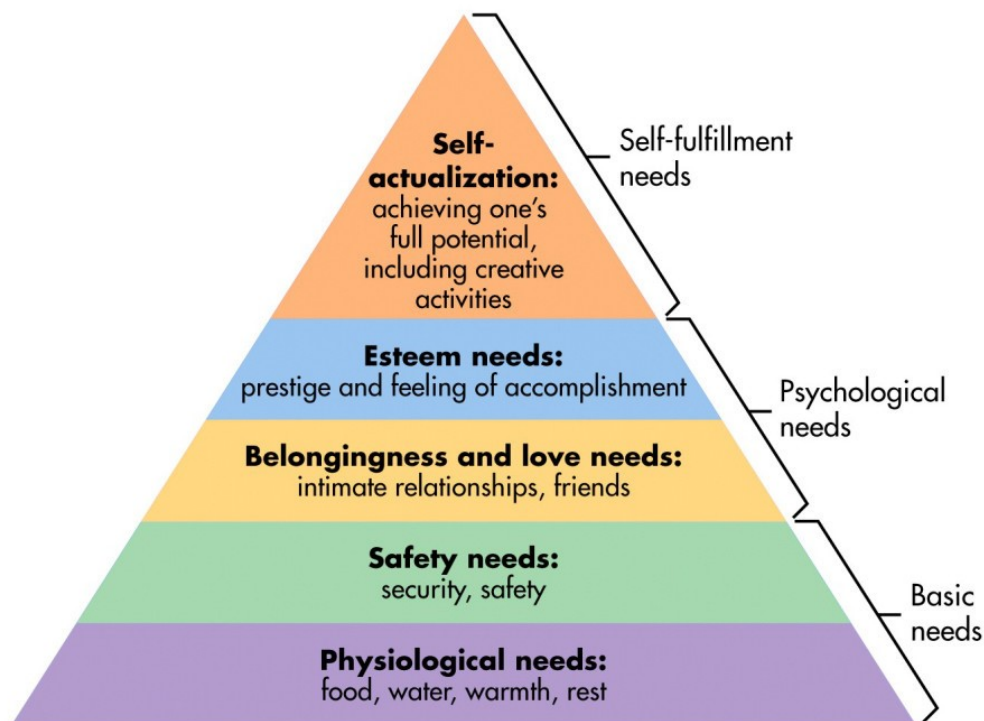 Self-
actualization:
achieving one's
full potential,
including creative
activities
Self-fulfillment
needs
Esteem needs:
prestige and feeling of accomplishment
Psychological
needs
Belongingness and love needs:
intimate relationships, friends
Safety needs:
security, safety
Basic
needs
Physiological needs:
food, water, warmth, rest